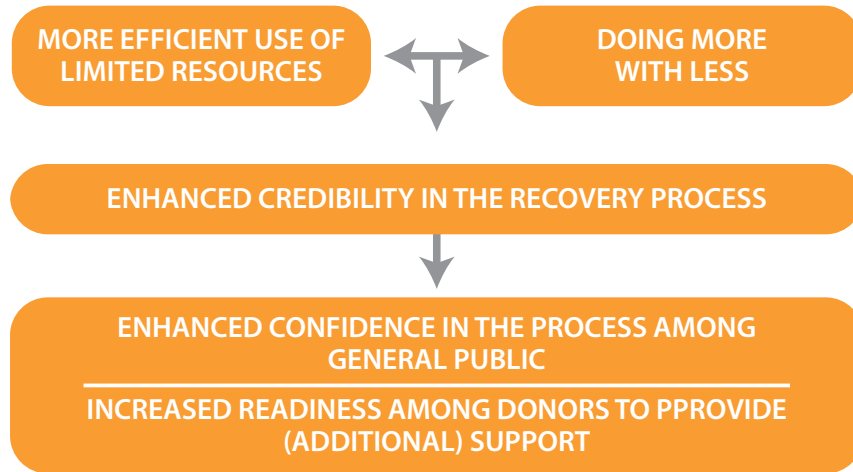 MORE EFFICIENT USE OF
LIMITED RESOURCES
DOING MORE
WITH LESS
ENHANCED CREDIBILITY IN THE RECOVERY PROCESS
ENHANCED CONFIDENCE IN THE PROCESS AMONG
GENERAL PUBLIC
INCREASED READINESS AMONG DONORS TO PPROVIDE
(ADDITIONAL) SUPPORT